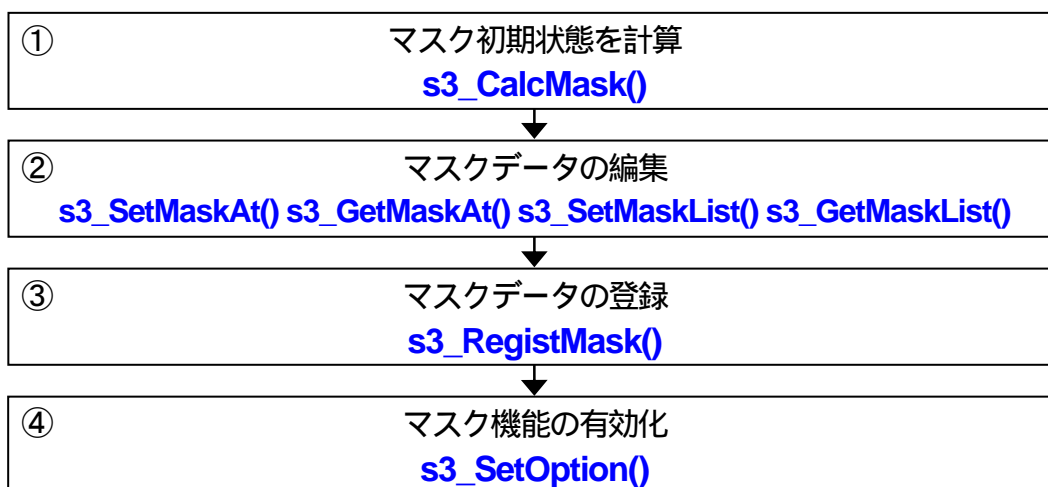 ① マスク初期状態を計算
s3_CalcMask()
② マスクデータの編集
s3_SetMaskAt() s3_GetMaskAt() s3_SetMaskList() s3_GetMaskList()
③ マスクデータの登録
s3_RegistMask()
④ マスク機能の有効化
s3_SetOption()